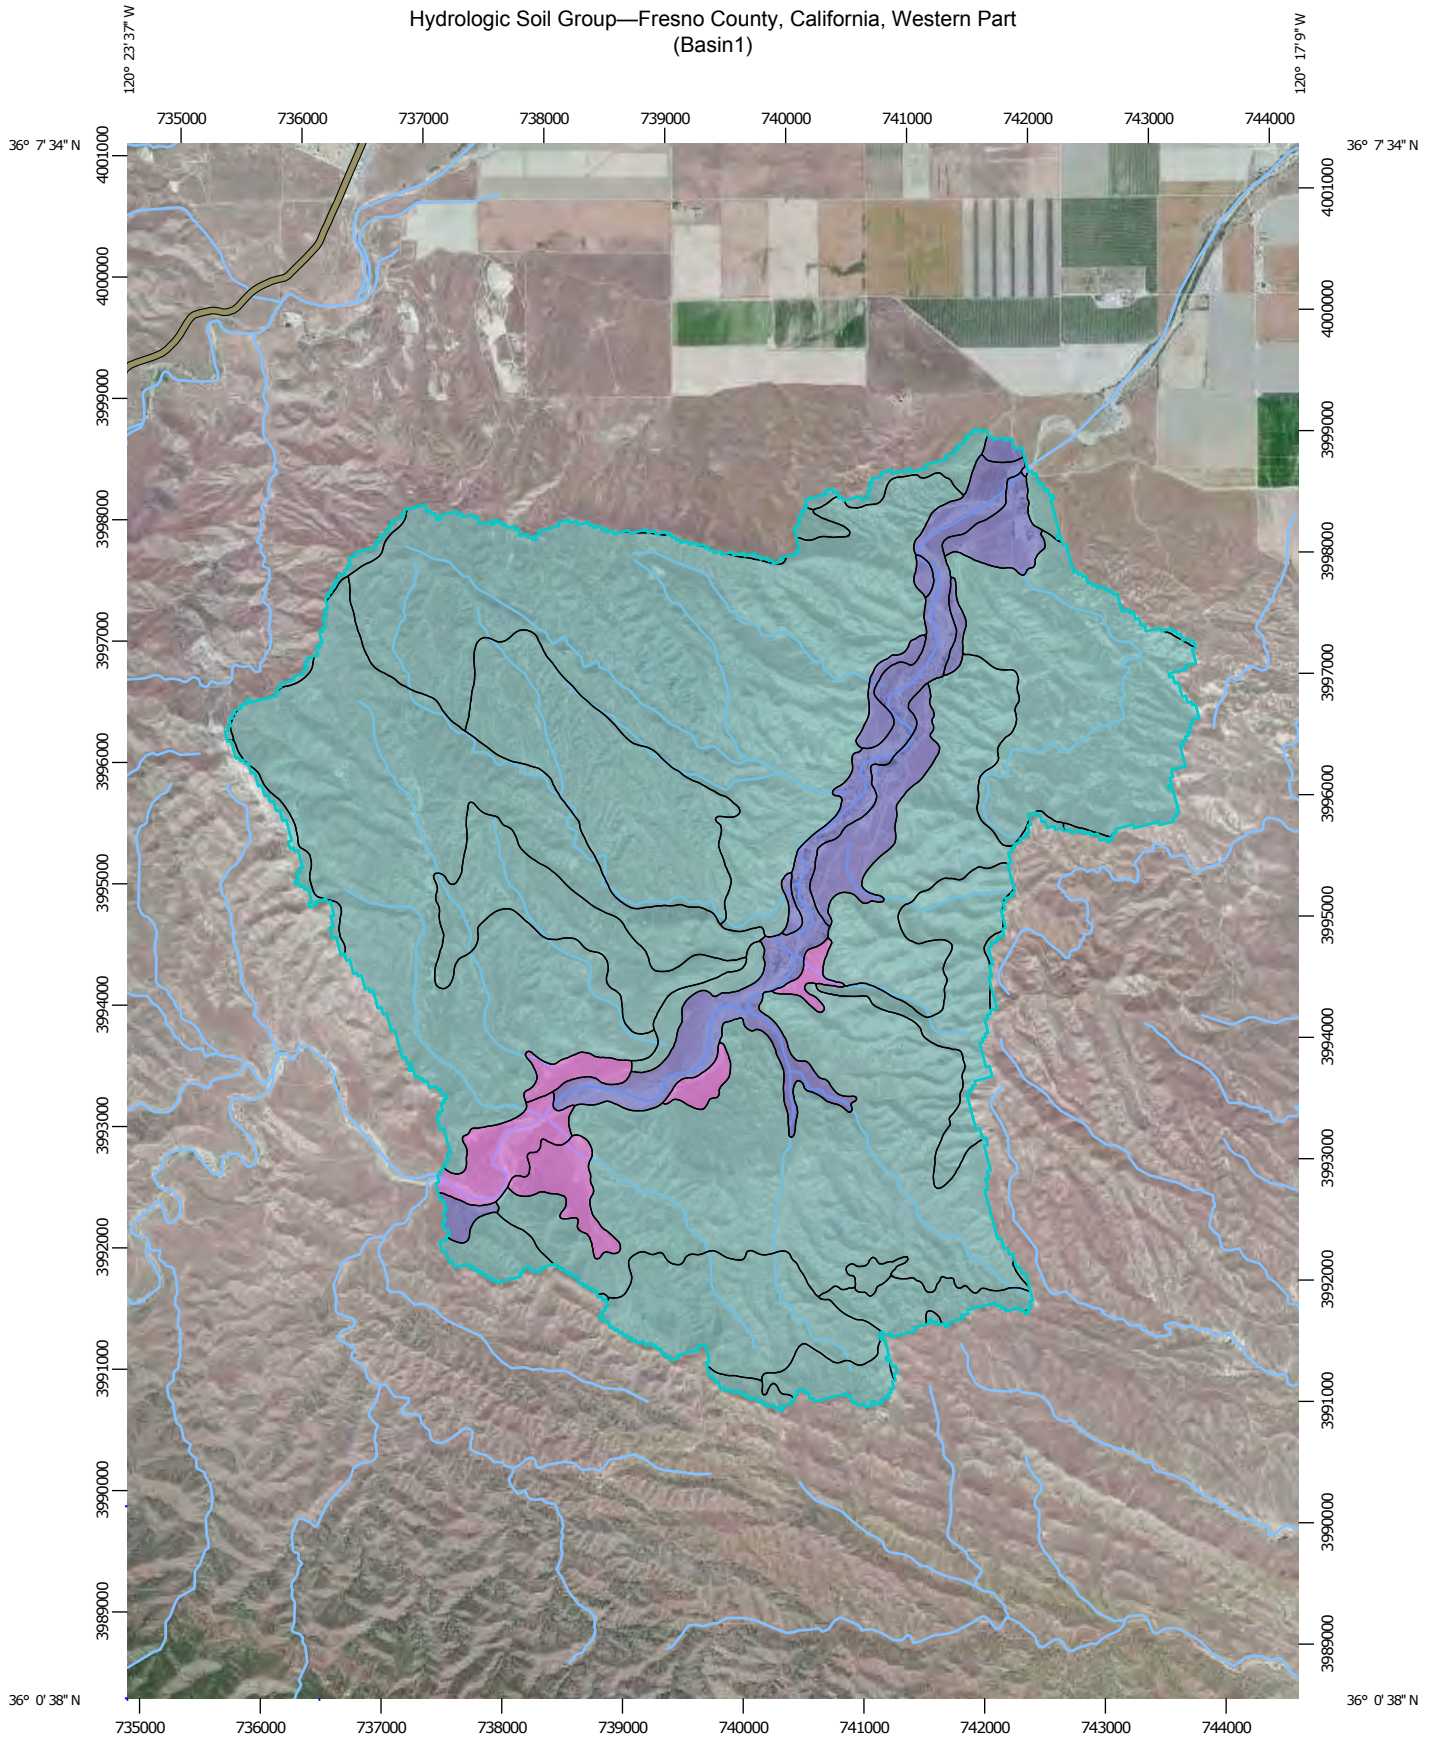 Hydrologic Soil Group—Fresno County, California, Western Part
(Basin1)
120° 23' 37'' W
120° 17' 9'' W
735000 736000 737000 738000 739000 740000 741000 742000 743000 744000
36° 7' 34'' N
36° 7' 34'' N
4001000
4000000
3999000
3998000
3997000
3996000
3995000
3994000
3993000
3992000
3991000
3990000
3989000
4001000
4000000
3999000
3998000
3997000
3996000
3995000
3994000
3993000
3992000
3991000
3990000
3989000
36° 0' 38'' N
36° 0' 38'' N
735000 736000 737000 738000 739000 740000 741000 742000 743000 744000